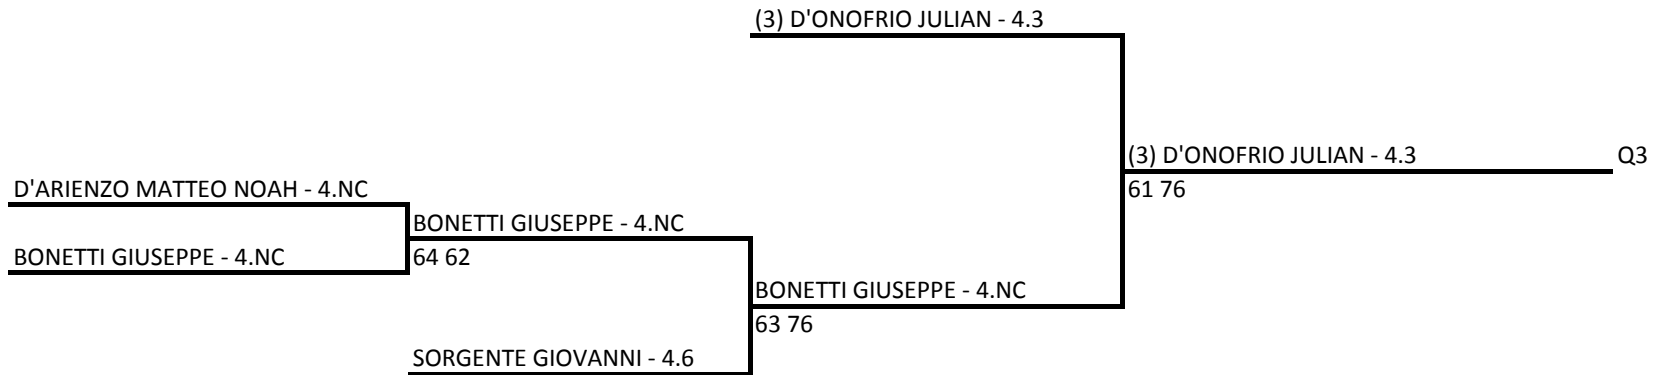 (3) D'ONOFRIO JULIAN - 4.3
(3) D'ONOFRIO JULIAN - 4.3
Q3
61 76
D'ARIENZO MATTEO NOAH - 4.NC
BONETTI GIUSEPPE - 4.NC
BONETTI GIUSEPPE - 4.NC
64 62
BONETTI GIUSEPPE - 4.NC
63 76
SORGENTE GIOVANNI - 4.6